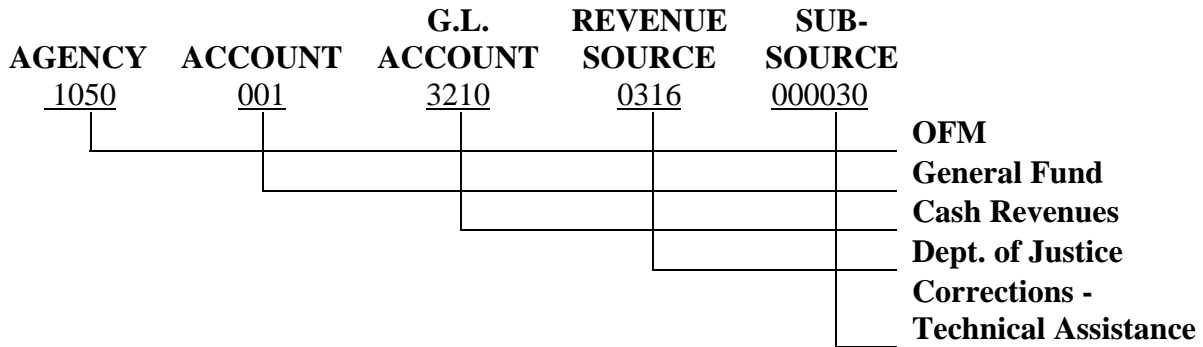 G.L. REVENUE SUB-
AGENCY ACCOUNT ACCOUNT SOURCE SOURCE
1050 001 3210 0316 000030
OFM
General Fund
Cash Revenues
Dept. of Justice
Corrections -
Technical Assistance